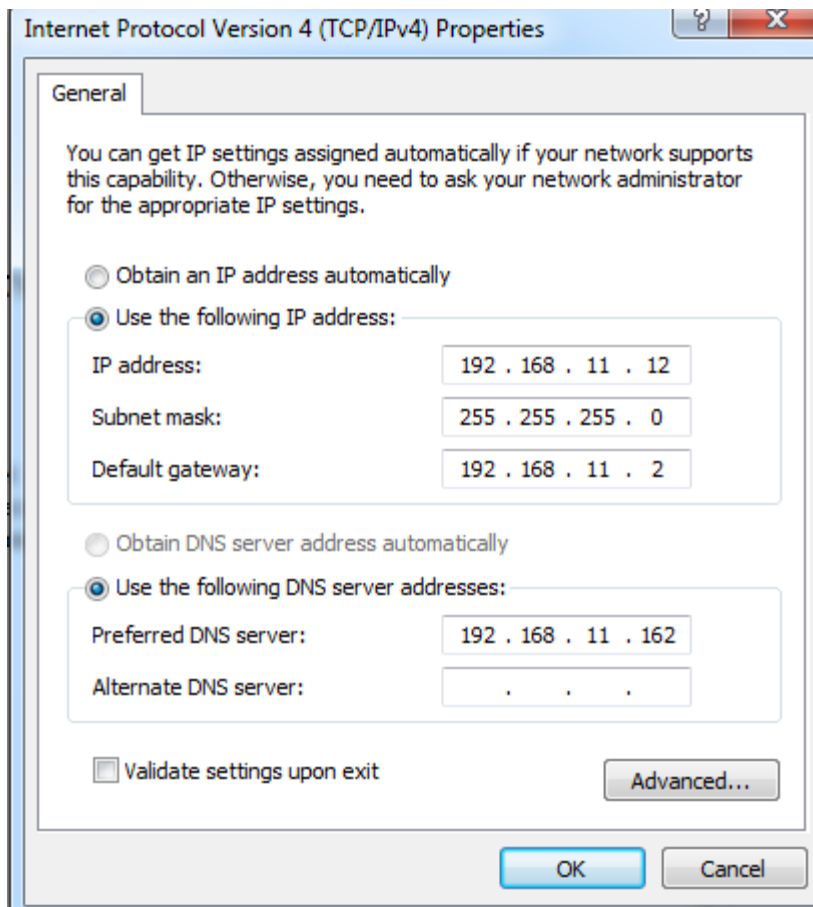 Internet Protocol Version 4 (TCP/IPv4) Properties
General
You can get IP settings assigned automatically if your network supports
this capability. Otherwise, you need to ask your network administrator
for the appropriate IP settings.
Obtain an IP address automatically
Use the following IP address:
IP address: 192 . 168 . 11 . 12
Subnet mask: 255 . 255 . 255 . 0
Default gateway: 192 . 168 . 11 . 2
Obtain DNS server address automatically
Use the following DNS server addresses:
Preferred DNS server: 192 . 168 . 11 . 162
Alternate DNS server: . . .
Validate settings upon exit
Advanced...
OK Cancel